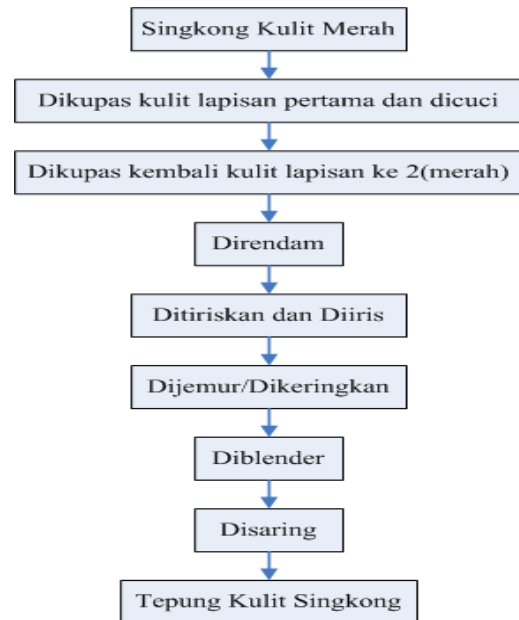 Singkong Kulit Merah
Dikupas kulit lapisan pertama dan dicuci
Dikupas kembali kulit lapisan ke 2(merah)
Direndam
Ditiriskan dan Diiris
Dijemur/Dikeringkan
Diblender
Disaring
Tepung Kulit Singkong